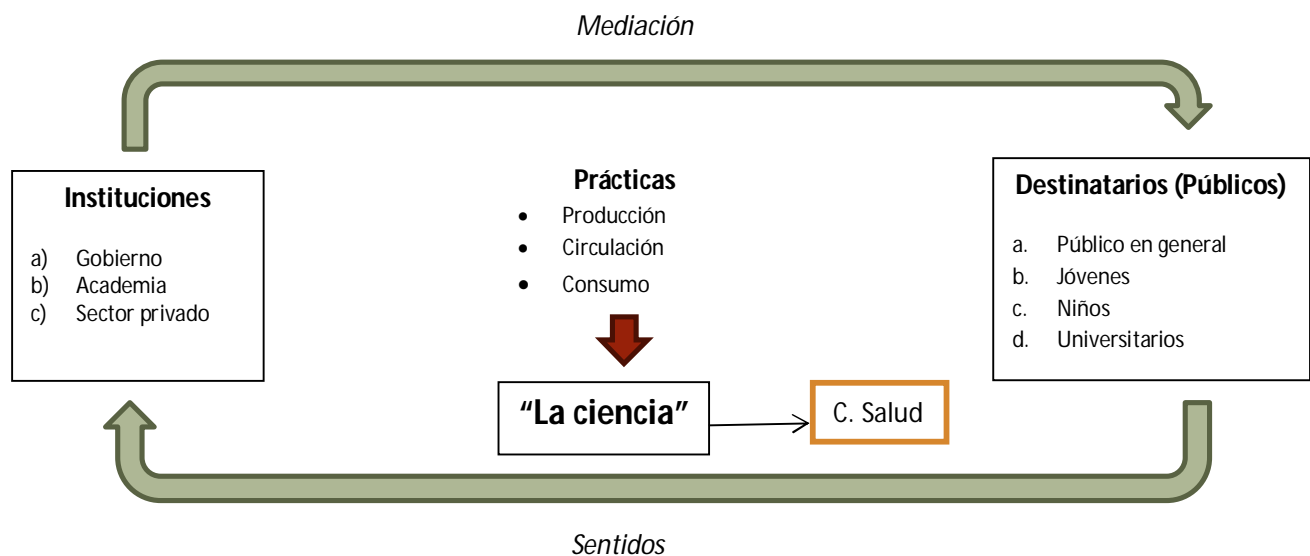 Mediación
Instituciones
a) Gobierno
b) Academia
c) Sector privado
Prácticas
• Producción
• Circulación
• Consumo
“La ciencia”
C. Salud
Destinatarios (Públicos)
a. Público en general
b. Jóvenes
c. Niños
d. Universitarios
Sentidos